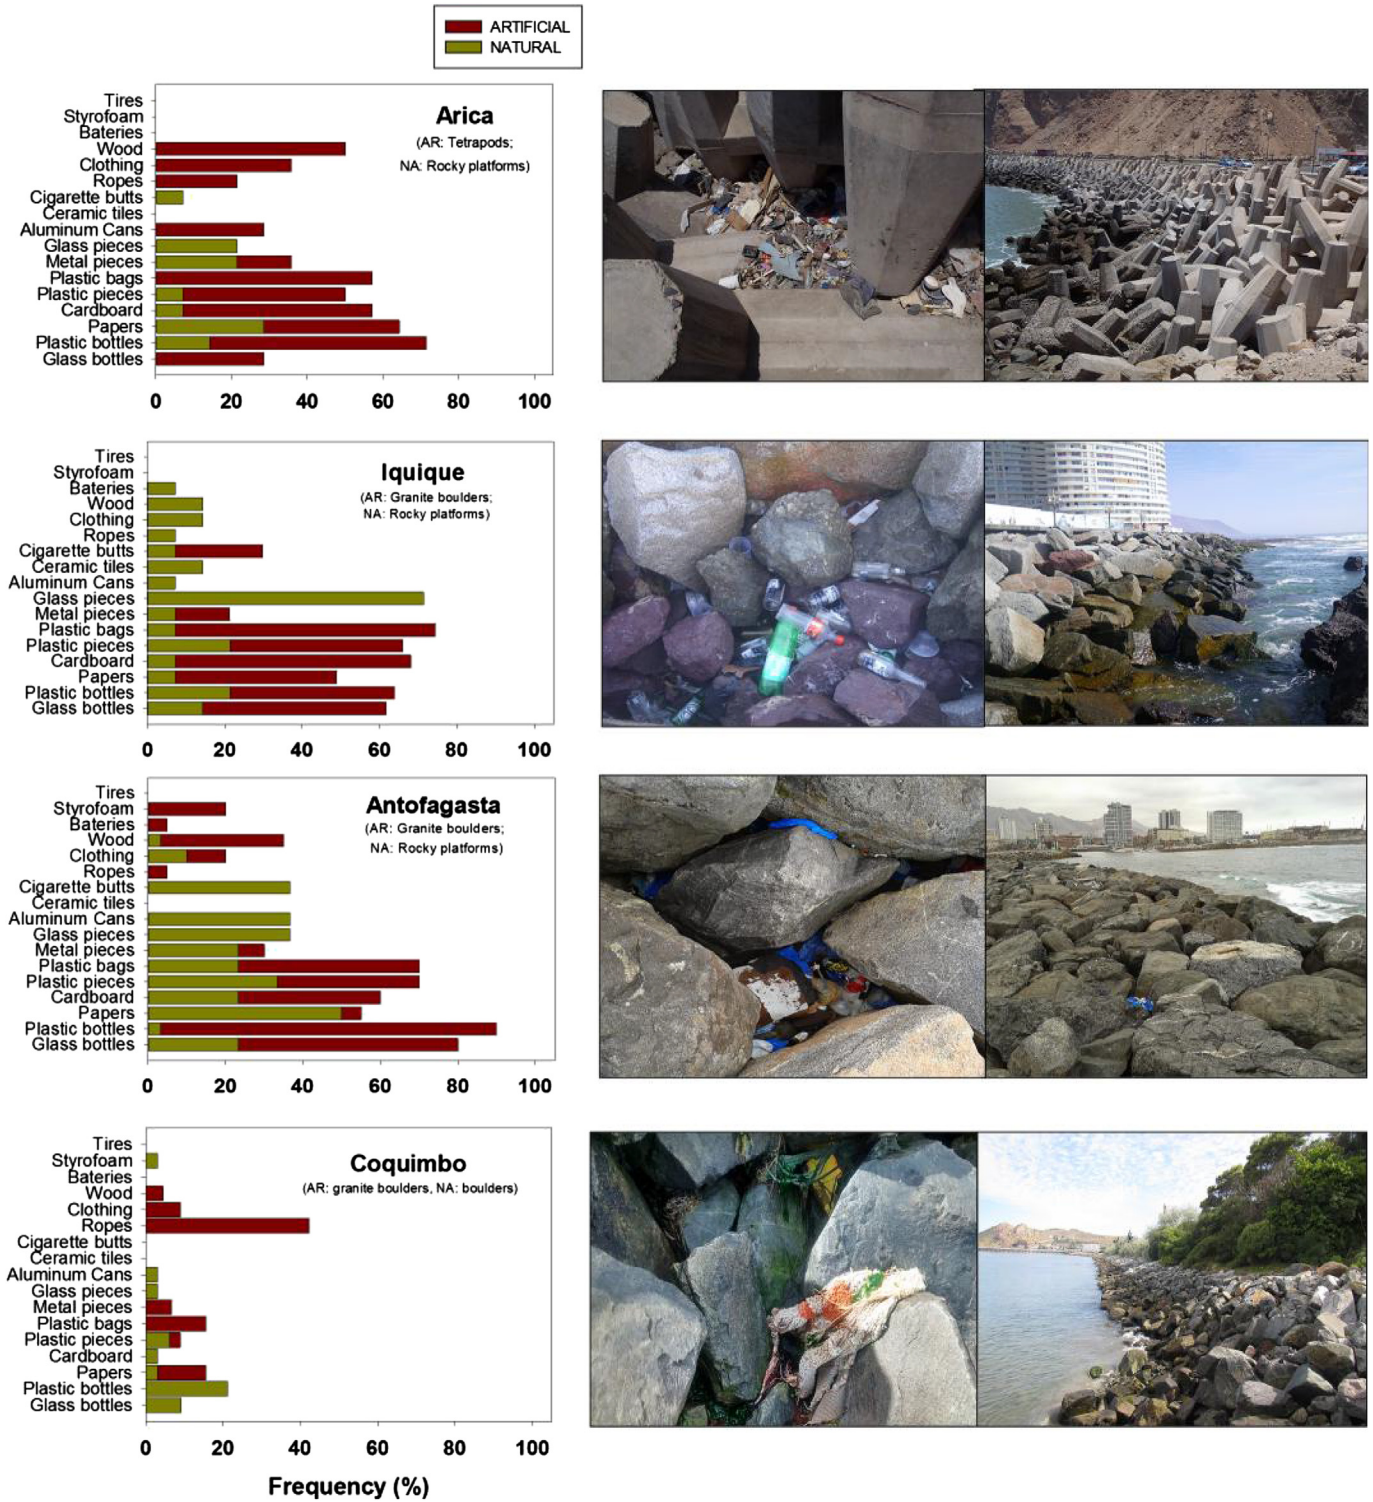 ARTIFICIAL
NATURAL
Arica
(AR: Tetrapods;
NA: Rocky platforms)
Tires
Styrofoam
Bateries
Wood
Clothing
Ropes
Cigarette butts
Ceramic tiles
Aluminum Cans
Glass pieces
Metal pieces
Plastic bags
Plastic pieces
Cardboard
Papers
Plastic bottles
Glass bottles
0 20 40 60 80 100
Iquique
(AR: Granite boulders;
NA: Rocky platforms)
Tires
Styrofoam
Bateries
Wood
Clothing
Ropes
Cigarette butts
Ceramic tiles
Aluminum Cans
Glass pieces
Metal pieces
Plastic bags
Plastic pieces
Cardboard
Papers
Plastic bottles
Glass bottles
0 20 40 60 80 100
Antofagasta
(AR: Granite boulders;
NA: Rocky platforms)
Tires
Styrofoam
Bateries
Wood
Clothing
Ropes
Cigarette butts
Ceramic tiles
Aluminum Cans
Glass pieces
Metal pieces
Plastic bags
Plastic pieces
Cardboard
Papers
Plastic bottles
Glass bottles
0 20 40 60 80 100
Coquimbo
(AR: granite boulders, NA: boulders)
Tires
Styrofoam
Bateries
Wood
Clothing
Ropes
Cigarette butts
Ceramic tiles
Aluminum Cans
Glass pieces
Metal pieces
Plastic bags
Plastic pieces
Cardboard
Papers
Plastic bottles
Glass bottles
0 20 40 60 80 100
Frequency (%)